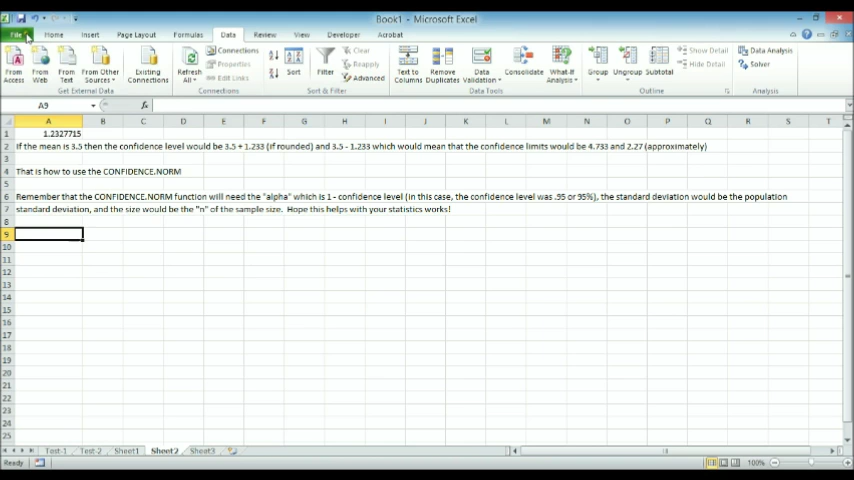 Book1 - Microsoft Excel
File Home Insert Page Layout Formulas Data Review View Developer Acrobat
From Access
From Web
From Text
From Other Sources
Existing Connections
Get External Data
Refresh All
Connections
Properties
Edit Links
Connections
Sort
Filter
Clear
Reapply
Advanced
Sort & Filter
Text to Columns
Remove Duplicates
Data Validation
Consolidate
What-If Analysis
Data Tools
Group
Ungroup
Subtotal
Show Detail
Hide Detail
Outline
Data Analysis
Solver
Analysis
A9 fx
A B C D E F G H I J K L M N O P Q R S T
1 1.2327715
2 If the mean is 3.5 then the confidence level would be 3.5 + 1.233 (if rounded) and 3.5 - 1.233 which would mean that the confidence limits would be 4.733 and 2.27 (approximately)
3
4 That is how to use the CONFIDENCE.NORM
5
6 Remember that the CONFIDENCE.NORM function will need the "alpha" which is 1 - confidence level (in this case, the confidence level was .95 or 95%), the standard deviation would be the population
7 standard deviation, and the size would be the "n" of the sample size. Hope this helps with your statistics works!
8
9
10
11
12
13
14
15
16
17
18
19
20
21
22
23
24
25
Test-1 Test-2 Sheet1 Sheet2 Sheet3
Ready 100%